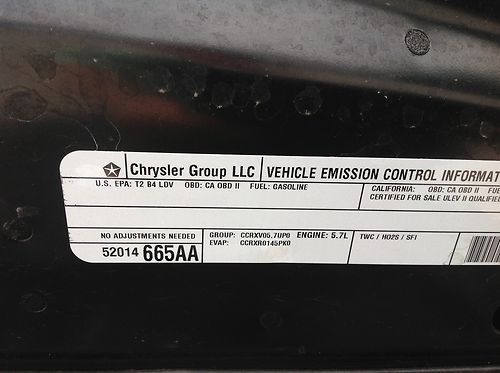 Chrysler Group LLC VEHICLE EMISSION CONTROL INFORMAT
U.S. EPA: T2 B4 LDV OBD: CA OBD II FUEL: GASOLINE
CALIFORNIA: OBD: CA OBD II FUE
CERTIFIED FOR SALE ULEV II QUALIFIED
NO ADJUSTMENTS NEEDED
52014 665AA
GROUP: CCRXV05.7UP0 ENGINE: 5.7L
EVAP: CCRXR0145PK0
TWC / HO2S / SFI